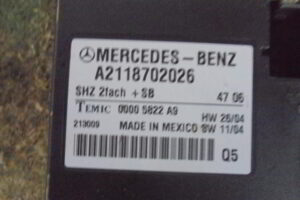 MERCEDES-BENZ
A2118702026
SHZ 2fach + SB 47 06
TEMIC 0000 5822 A9 HW 26/04
213009 MADE IN MEXICO SW 11/04
Q5